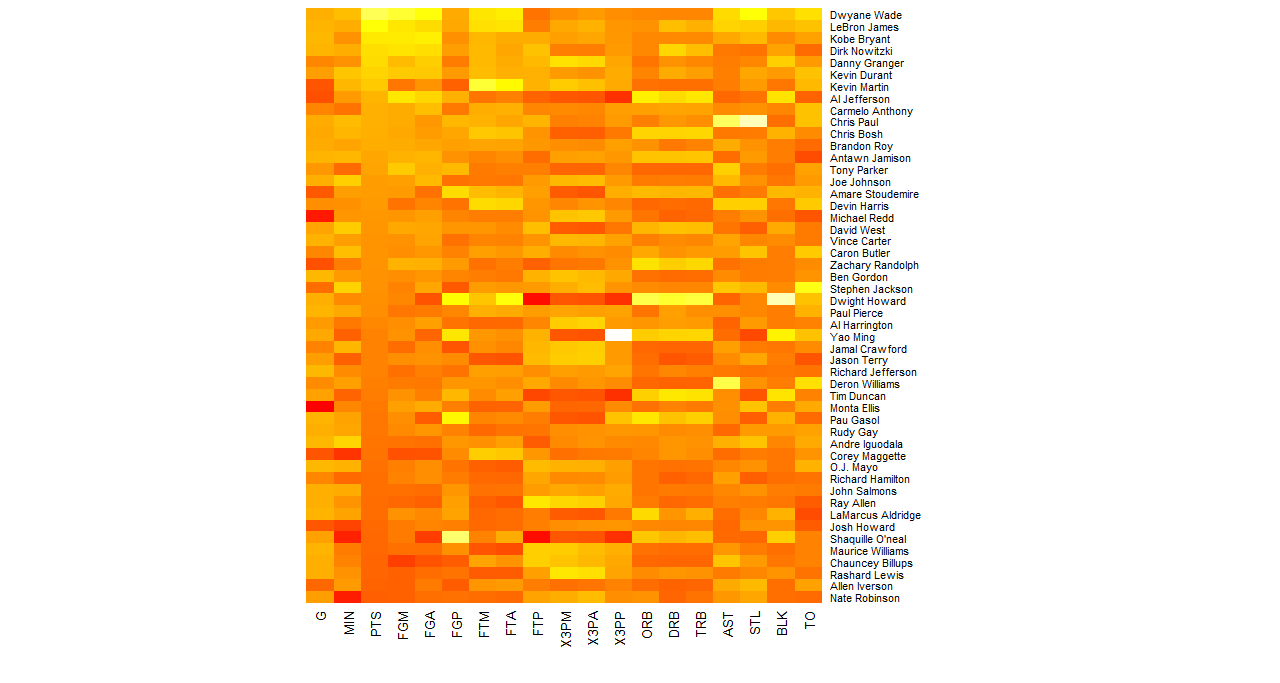 Dwyane Wade
LeBron James
Kobe Bryant
Dirk Nowitzki
Danny Granger
Kevin Durant
Kevin Martin
Al Jefferson
Carmelo Anthony
Chris Paul
Chris Bosh
Brandon Roy
Antawn Jamison
Tony Parker
Joe Johnson
Amare Stoudemire
Devin Harris
Michael Redd
David West
Vince Carter
Caron Butler
Zachary Randolph
Ben Gordon
Stephen Jackson
Dwight Howard
Paul Pierce
Al Harrington
Yao Ming
Jamal Crawford
Jason Terry
Richard Jefferson
Deron Williams
Tim Duncan
Monta Ellis
Pau Gasol
Rudy Gay
Andre Iguodala
Corey Maggette
O.J. Mayo
Richard Hamilton
John Salmons
Ray Allen
LaMarcus Aldridge
Josh Howard
Shaquille O'neal
Maurice Williams
Chauncey Billups
Rashard Lewis
Allen Iverson
Nate Robinson
G
MIN
PTS
FGM
FGA
FGP
FTM
FTA
FTP
X3PM
X3PA
X3PP
ORB
DRB
TRB
AST
STL
BLK
TO